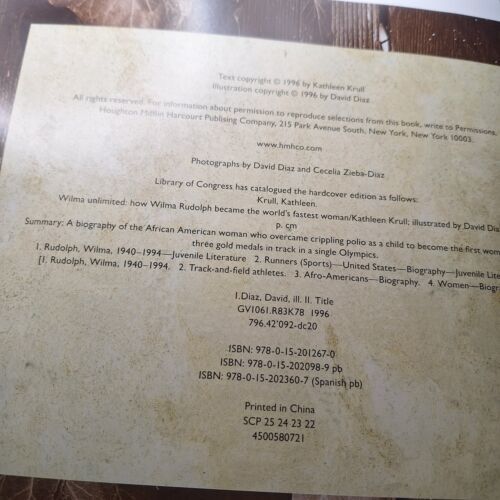 Text copyright © 1996 by Kathleen Krull
Illustration copyright © 1996 by David Diaz
All rights reserved. For information about permission to reproduce selections from this book, write to Permissions,
Houghton Mifflin Harcourt Publising Company, 215 Park Avenue South, New York, New York 10003.
www.hmhco.com
Photographs by David Diaz and Cecelia Zieba-Diaz
Library of Congress has catalogued the hardcover edition as follows:
Krull, Kathleen.
Wilma unlimited: how Wilma Rudolph became the world's fastest woman/Kathleen Krull; illustrated by David Dia
p. cm
Summary: A biography of the African American woman who overcame crippling polio as a child to become the first wom
three gold medals in track in a single Olympics.
1. Rudolph, Wilma, 1940–1994—Juvenile Literature 2. Runners (Sports)—United States—Biography—Juvenile Lite
[1. Rudolph, Wilma, 1940–1994. 2. Track-and-field athletes. 3. Afro-Americans—Biography. 4. Women—Biogr
I.Diaz, David, ill. II. Title
GV1061.R83K78 1996
796.42'092-dc20
ISBN: 978-0-15-201267-0
ISBN: 978-0-15-202098-9 pb
ISBN: 978-0-15-202360-7 (Spanish pb)
Printed in China
SCP 25 24 23 22
4500580721